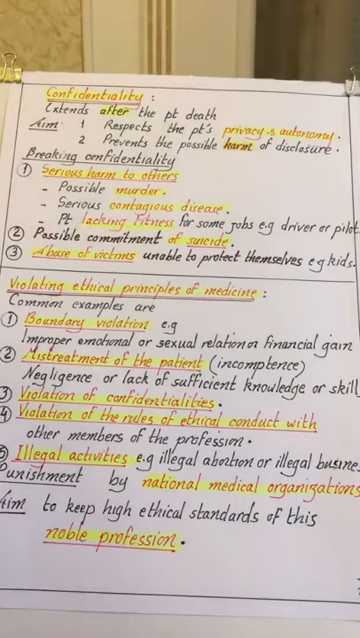 Confidentiality :
Extends after the pt death
Aim: 1 Respects the pt's privacy & autonomy.
2 Prevents the possible harm of disclosure.
Breaking confidentiality
① Serious harm to others
- Possible murder.
- Serious contagious disease.
- Pt lacking fitness for some jobs e.g driver or pilot
② Possible commitment of suicide.
③ Abuse of victims unable to protect themselves e.g kids.
Violating ethical principles of medicine :
Common examples are
① Boundary violation e.g
Improper emotional or sexual relation or financial gain
② Mistreatment of the patient (incomptence)
Negligence or lack of sufficient knowledge or skill
③ Violation of confidentialities.
④ Violation of the rules of ethical conduct with
other members of the profession.
⑤ Illegal activities e.g illegal abortion or illegal busine
Punishment by national medical organizations
Aim to keep high ethical standards of this
noble profession.